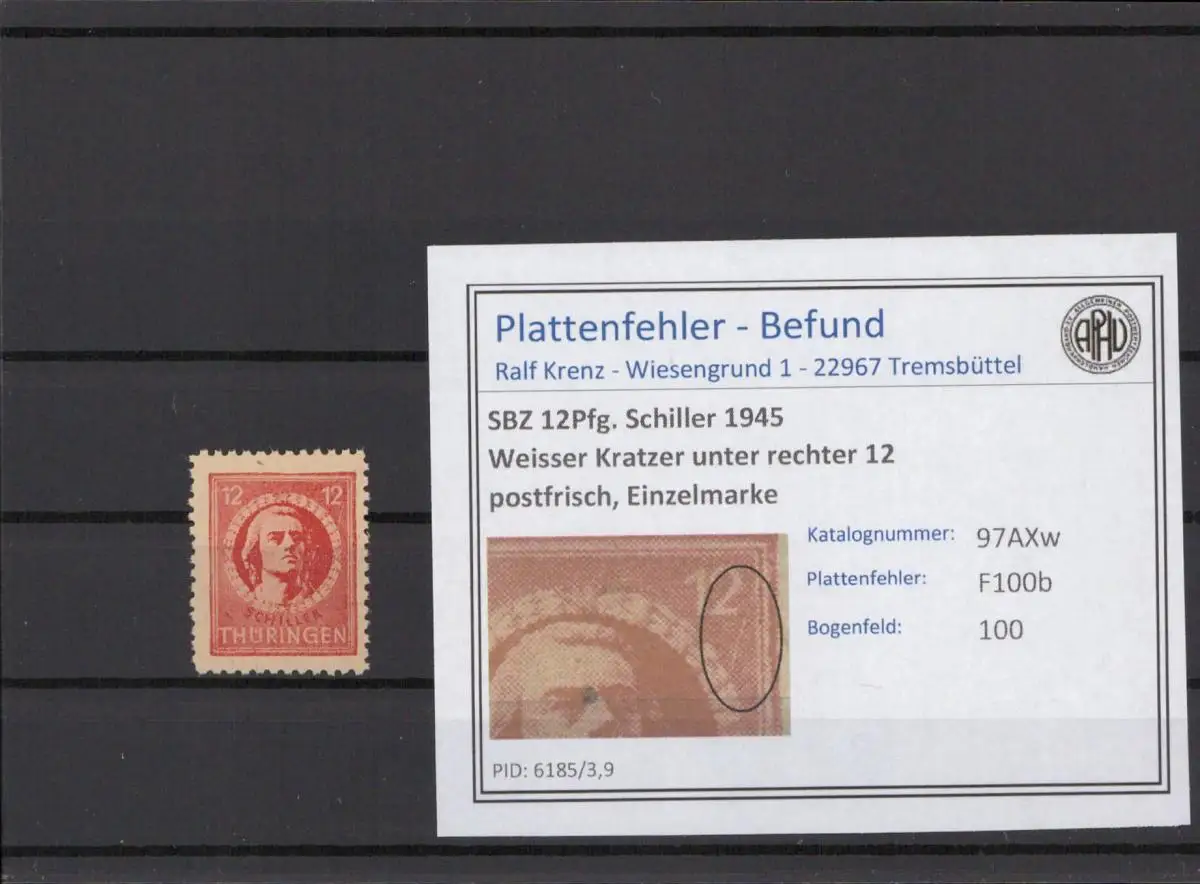 12 12
SCHILLER
THÜRINGEN
Plattenfehler - Befund
Ralf Krenz - Wiesengrund 1 - 22967 Tremsbüttel
APHV
SBZ 12Pfg. Schiller 1945
Weisser Kratzer unter rechter 12
postfrisch, Einzelmarke
12
Katalognummer: 97AXw
Plattenfehler: F100b
Bogenfeld: 100
PID: 6185/3,9